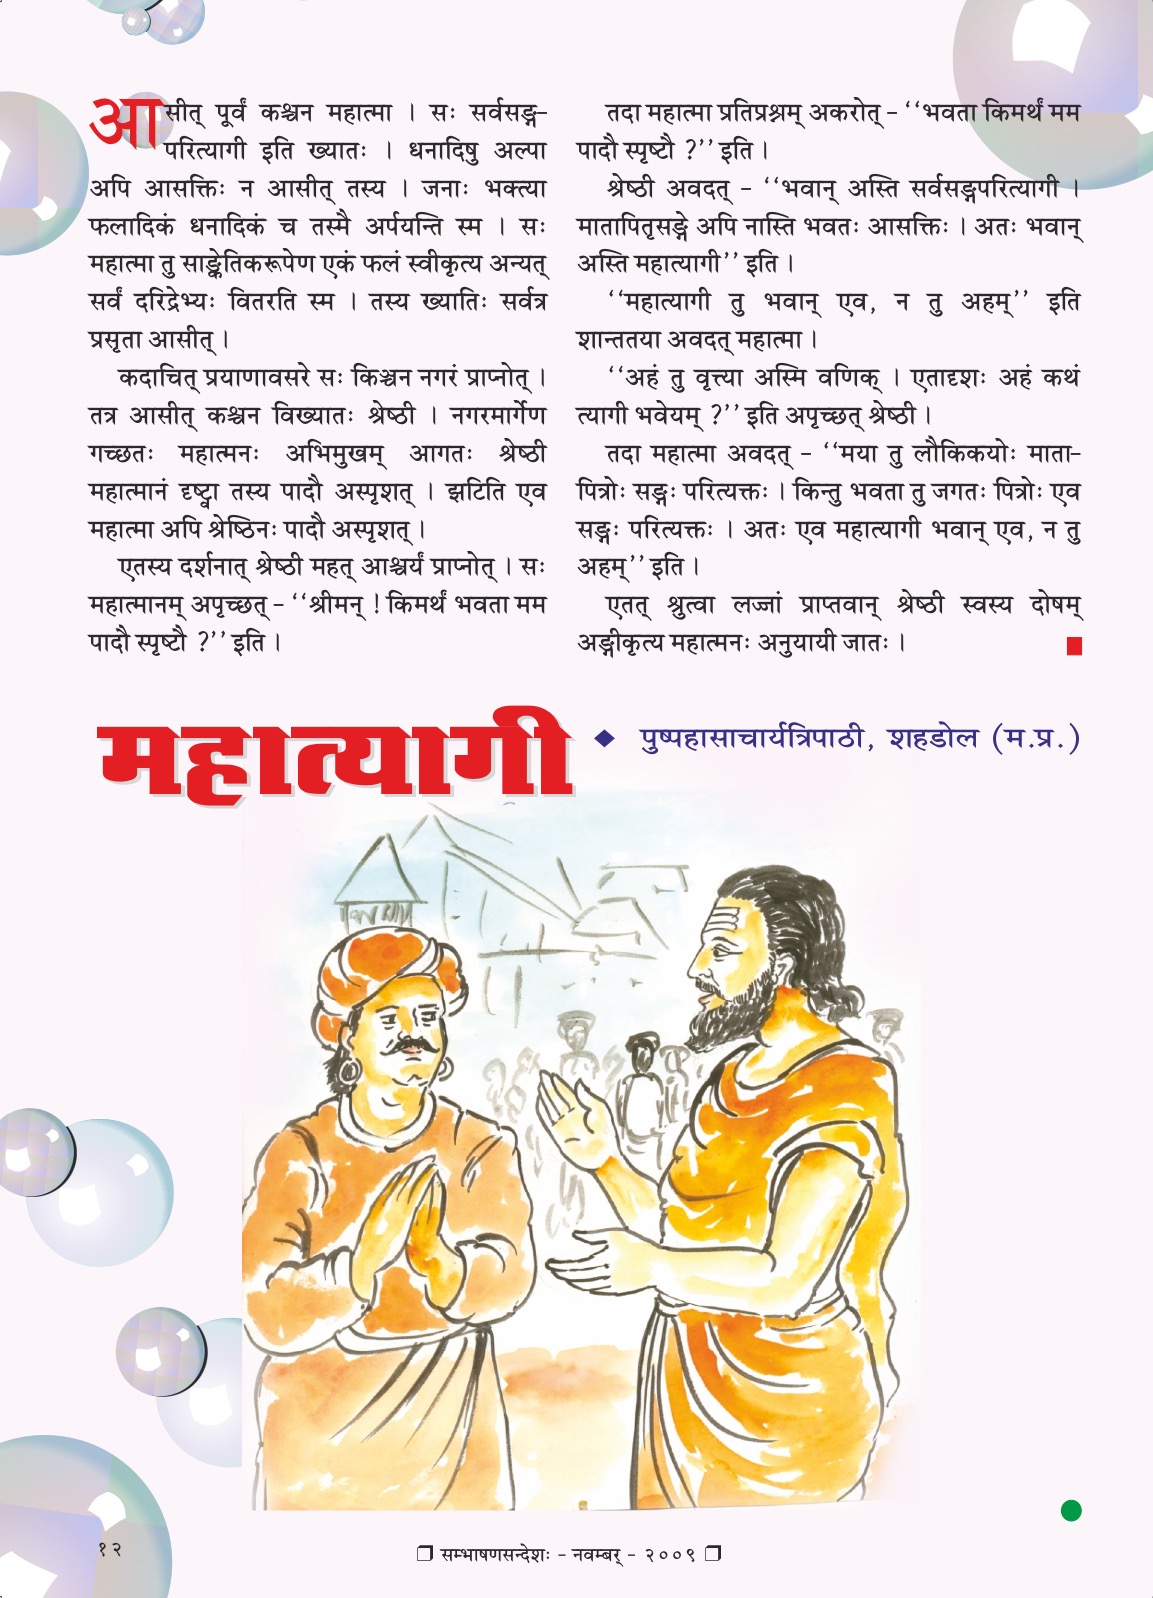 आसीत् पूर्वं कश्चन महात्मा । सः सर्वसङ्ग-
परित्यागी इति ख्यातः । धनादिषु अल्पा
अपि आसक्तिः न आसीत् तस्य । जनाः भक्त्या
फलादिकं धनादिकं च तस्मै अर्पयन्ति स्म । सः
महात्मा तु साङ्केतिकरूपेण एकं फलं स्वीकृत्य अन्यत्
सर्वं दरिद्रेभ्यः वितरति स्म । तस्य ख्यातिः सर्वत्र
प्रसृता आसीत् ।
कदाचित् प्रयाणावसरे सः किञ्चन नगरं प्राप्नोत् ।
तत्र आसीत् कश्चन विख्यातः श्रेष्ठी । नगरमार्गेण
गच्छतः महात्मनः अभिमुखम् आगतः श्रेष्ठी
महात्मानं दृष्ट्वा तस्य पादौ अस्पृशत् । झटिति एव
महात्मा अपि श्रेष्ठिनः पादौ अस्पृशत् ।
एतस्य दर्शनात् श्रेष्ठी महत् आश्चर्यं प्राप्नोत् । सः
महात्मानम् अपृच्छत् - ‘‘श्रीमन् ! किमर्थं भवता मम
पादौ स्पृष्टौ ?’’ इति ।
तदा महात्मा प्रतिप्रश्नम् अकरोत् - ‘‘भवता किमर्थं मम
पादौ स्पृष्टौ ?’’ इति ।
श्रेष्ठी अवदत् - ‘‘भवान् अस्ति सर्वसङ्गपरित्यागी ।
मातापितृसङ्गे अपि नास्ति भवतः आसक्तिः । अतः भवान्
अस्ति महात्यागी’’ इति ।
‘‘महात्यागी तु भवान् एव, न तु अहम्’’ इति
शान्ततया अवदत् महात्मा ।
‘‘अहं तु वृत्त्या अस्मि वणिक् । एतादृशः अहं कथं
त्यागी भवेयम् ?’’ इति अपृच्छत् श्रेष्ठी ।
तदा महात्मा अवदत् - ‘‘मया तु लौकिकयोः माता-
पित्रोः सङ्गः परित्यक्तः । किन्तु भवता तु जगतः पित्रोः एव
सङ्गः परित्यक्तः । अतः एव महात्यागी भवान् एव, न तु
अहम्’’ इति ।
एतत् श्रुत्वा लज्जां प्राप्तवान् श्रेष्ठी स्वस्य दोषम्
अङ्गीकृत्य महात्मनः अनुयायी जातः ।
महात्यागी
◆ पुष्पहासाचार्यत्रिपाठी, शहडोल (म.प्र.)
१२
❐ सम्भाषणसन्देशः - नवम्बर् - २००९ ❐